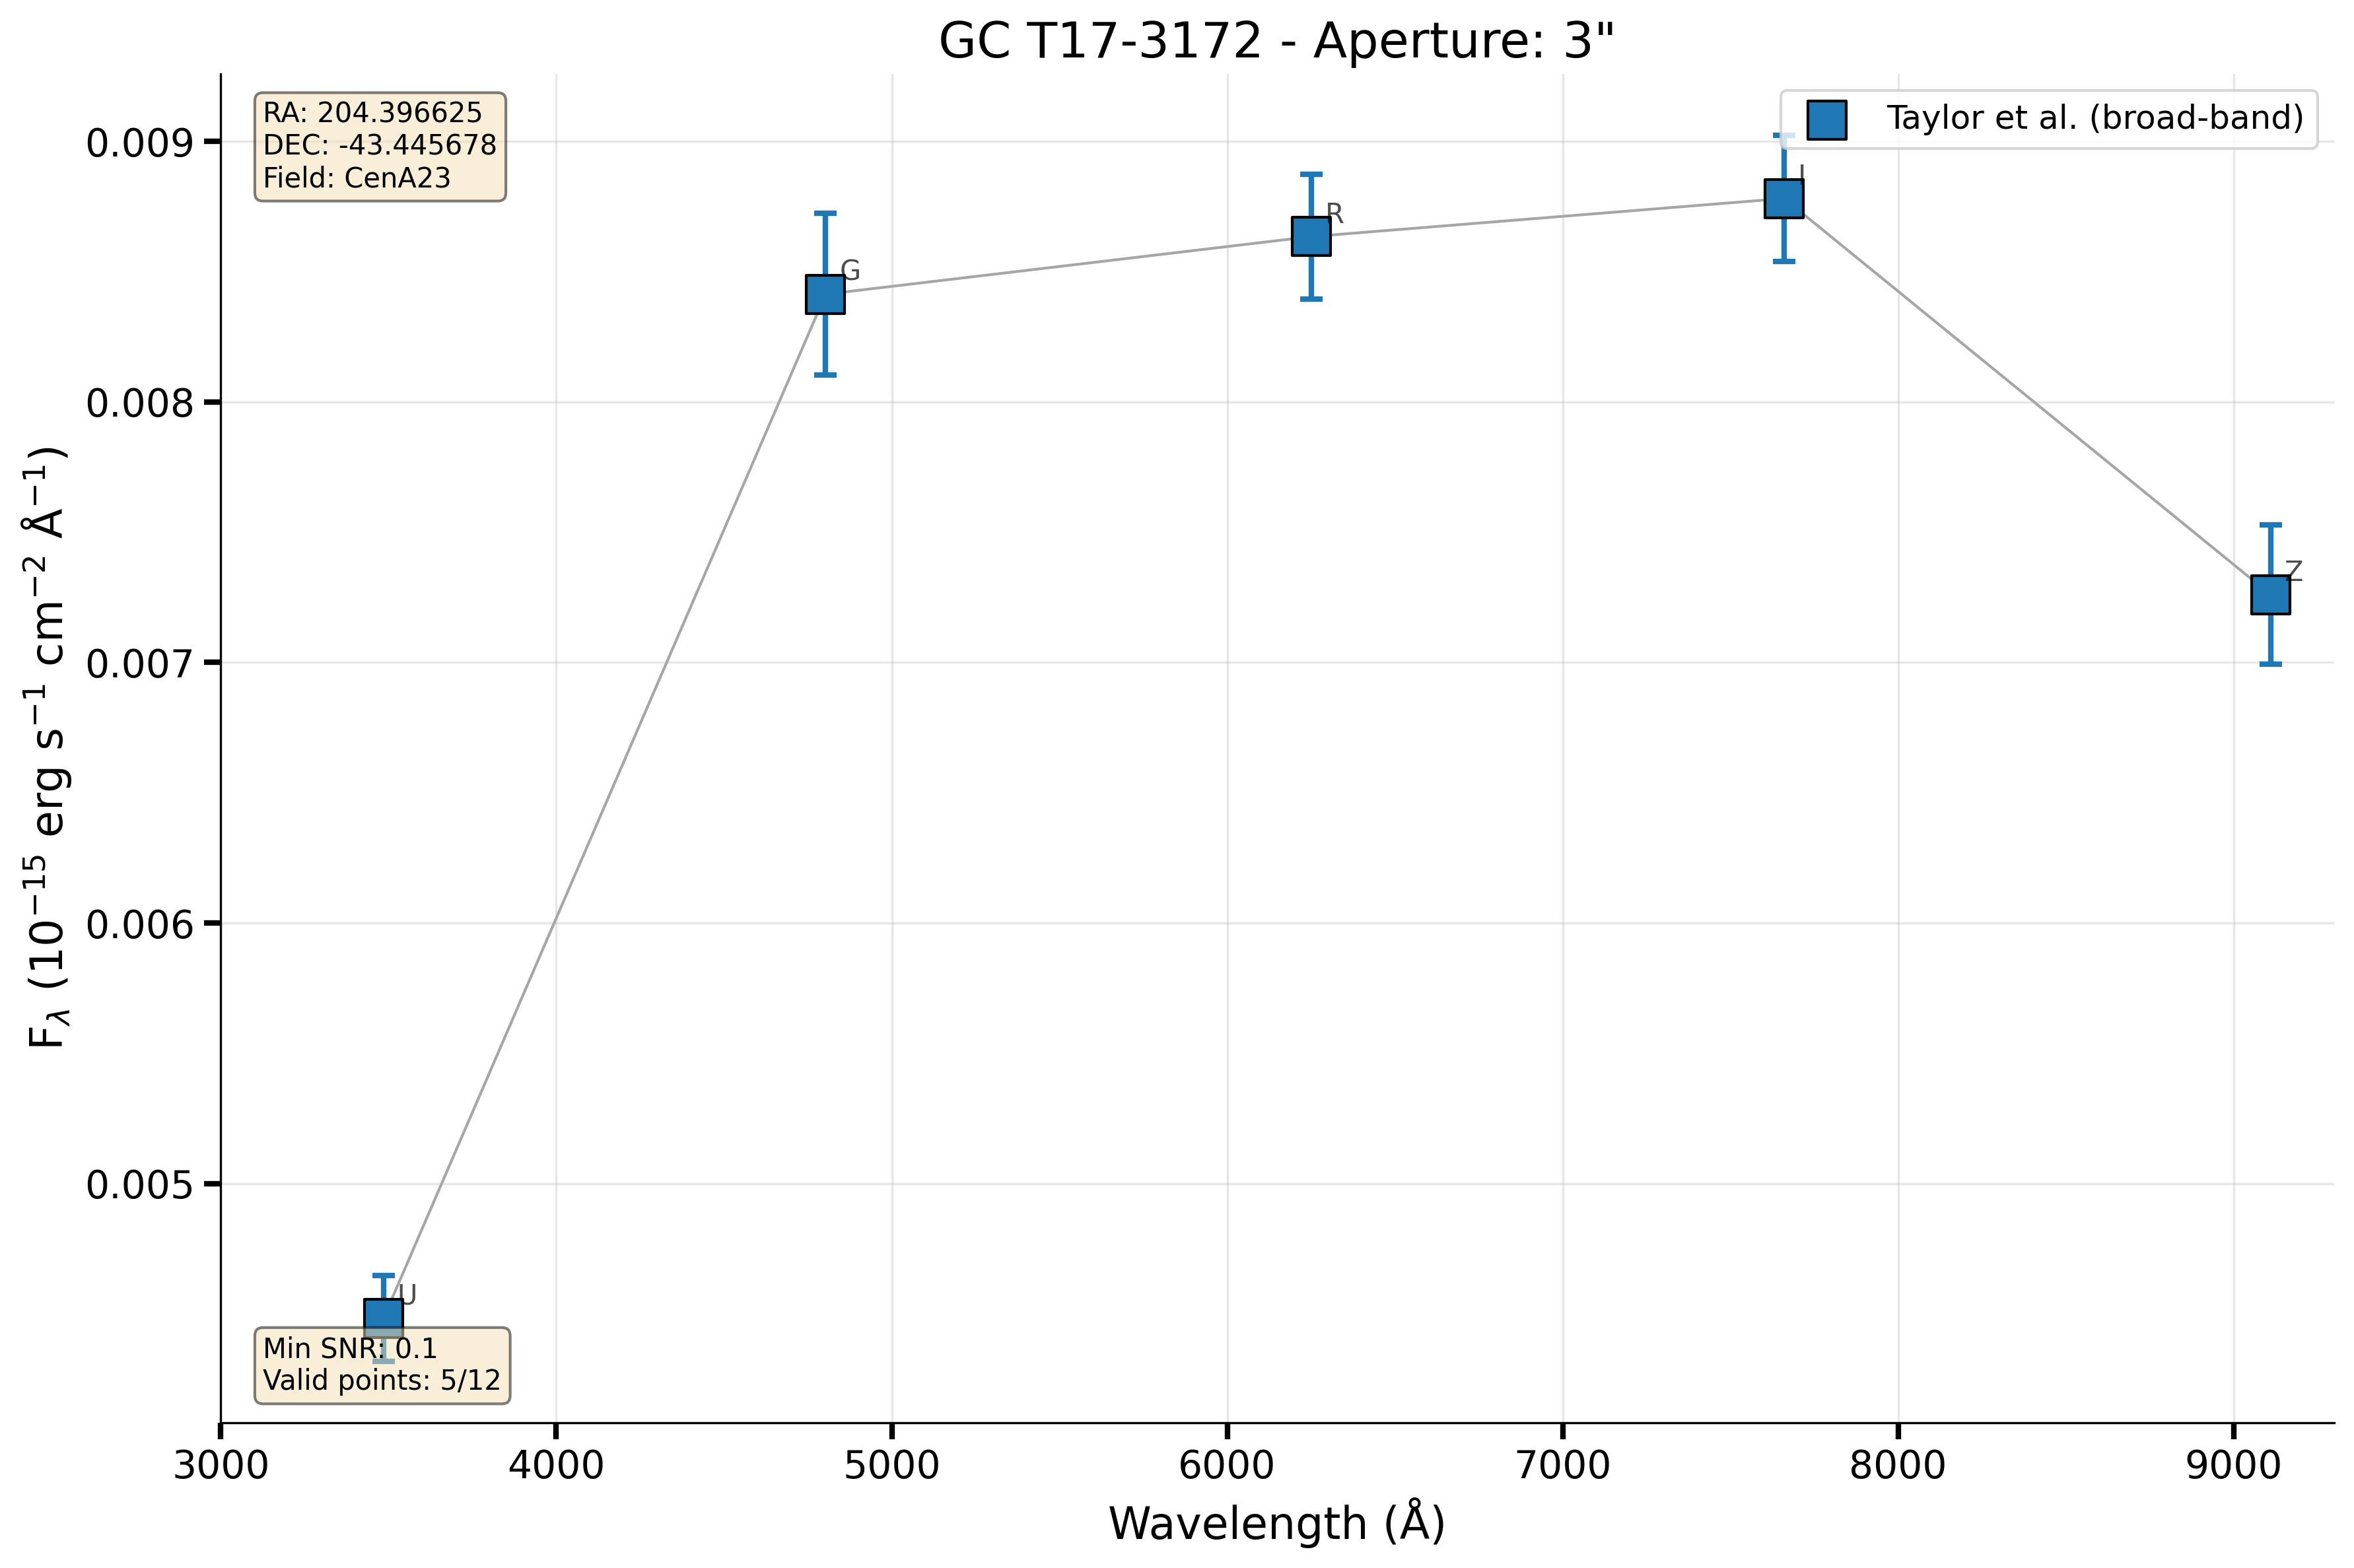 GC T17-3172 - Aperture: 3"
RA: 204.396625
DEC: -43.445678
Field: CenA23
Taylor et al. (broad-band)
0.009
0.008
0.007
0.006
0.005
F_λ (10⁻¹⁵ erg s⁻¹ cm⁻² Å⁻¹)
U
G
R
I
Z
Min SNR: 0.1
Valid points: 5/12
3000 4000 5000 6000 7000 8000 9000
Wavelength (Å)